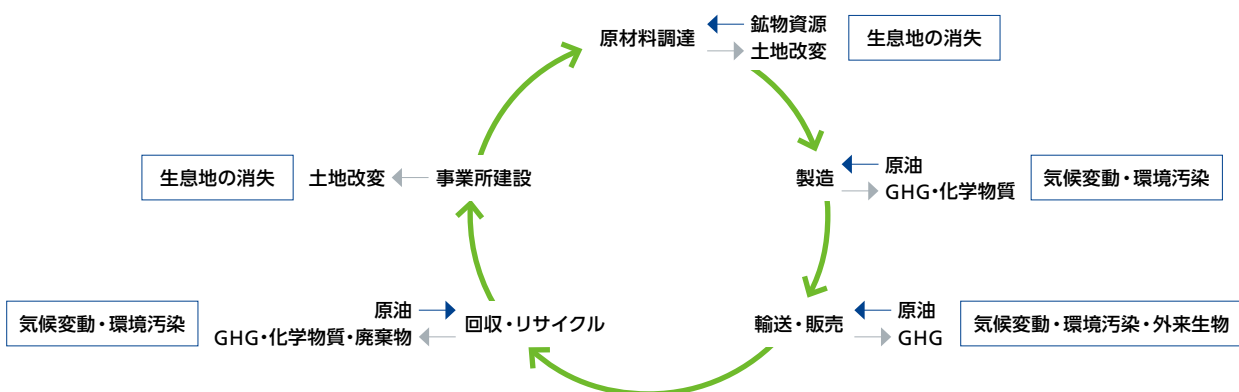 原材料調達
鉱物資源
土地改変
生息地の消失
製造
原油
GHG・化学物質
気候変動・環境汚染
輸送・販売
原油
GHG
気候変動・環境汚染・外来生物
回収・リサイクル
原油
GHG・化学物質・廃棄物
気候変動・環境汚染
事業所建設
土地改変
生息地の消失